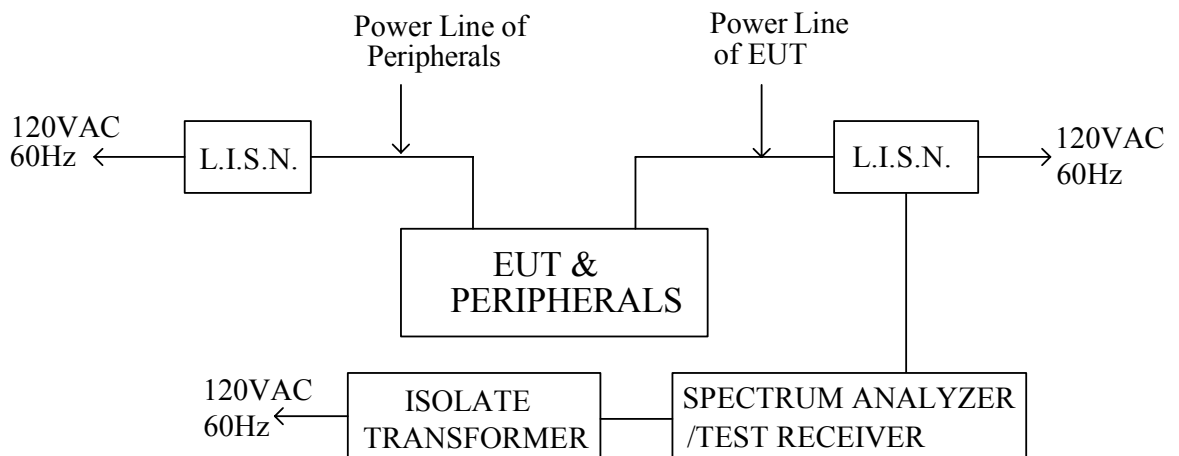 Power Line of
Peripherals
Power Line
of EUT
120VAC
60Hz
L.I.S.N.
L.I.S.N.
120VAC
60Hz
EUT &
PERIPHERALS
120VAC
60Hz
ISOLATE
TRANSFORMER
SPECTRUM ANALYZER
/TEST RECEIVER